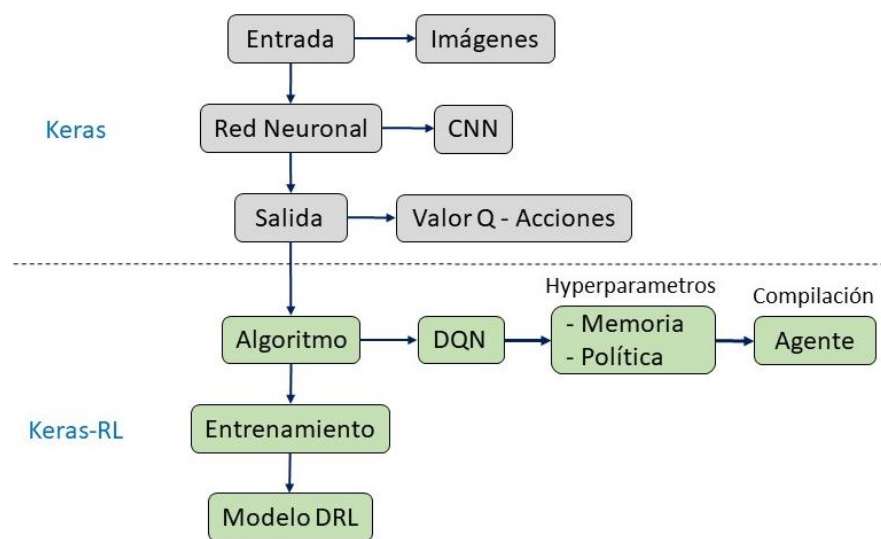 Entrada
Imágenes
Keras
Red Neuronal
CNN
Salida
Valor Q - Acciones
Hyperparametros
Compilación
Algoritmo
DQN
- Memoria
- Política
Agente
Keras-RL
Entrenamiento
Modelo DRL